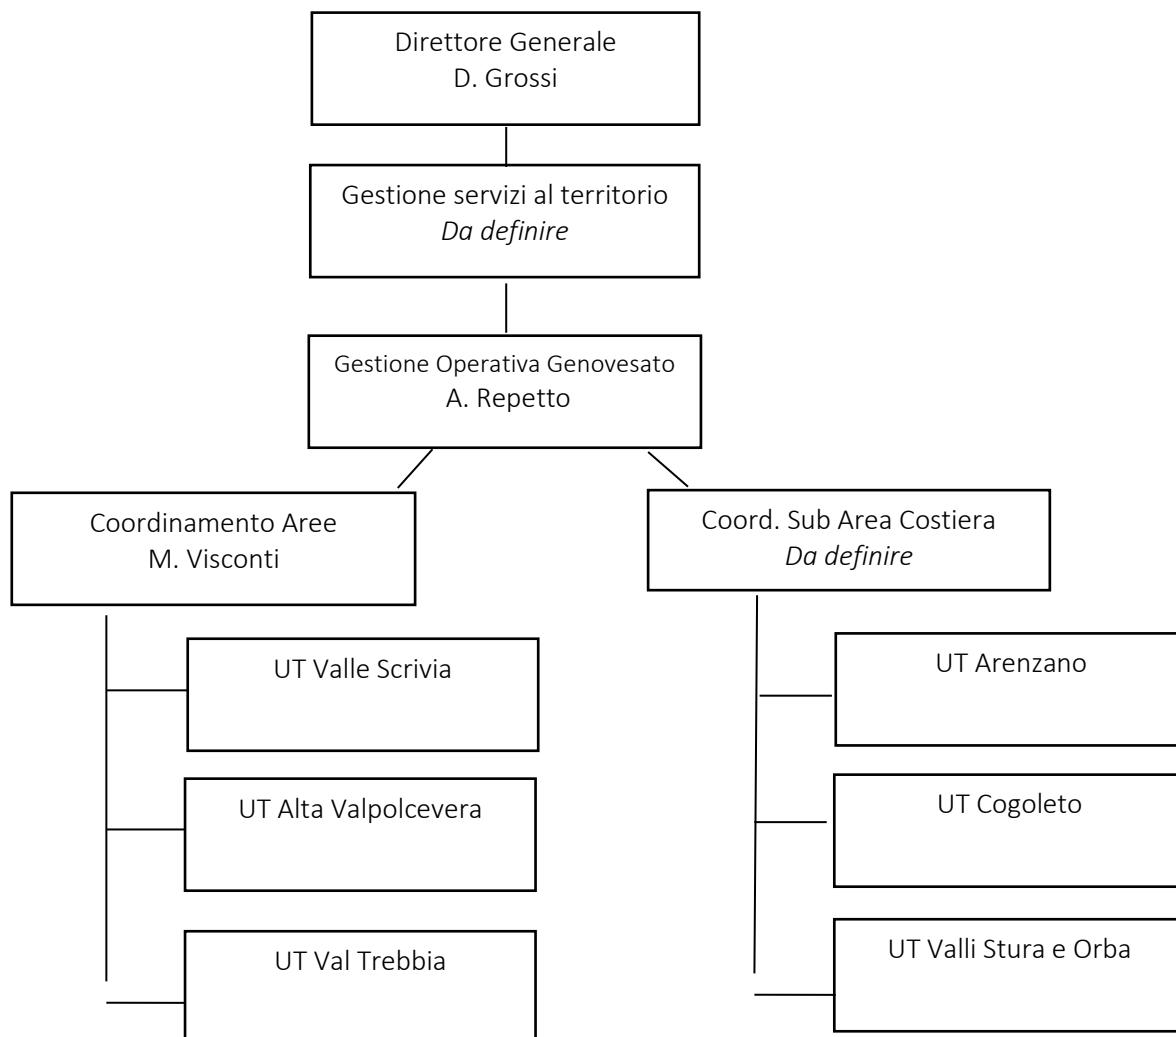 Direttore Generale
D. Grossi
Gestione servizi al territorio
Da definire
Gestione Operativa Genovesato
A. Repetto
Coordinamento Aree
M. Visconti
Coord. Sub Area Costiera
Da definire
UT Valle Scrivia
UT Alta Valpolcevera
UT Val Trebbia
UT Arenzano
UT Cogoleto
UT Valli Stura e Orba